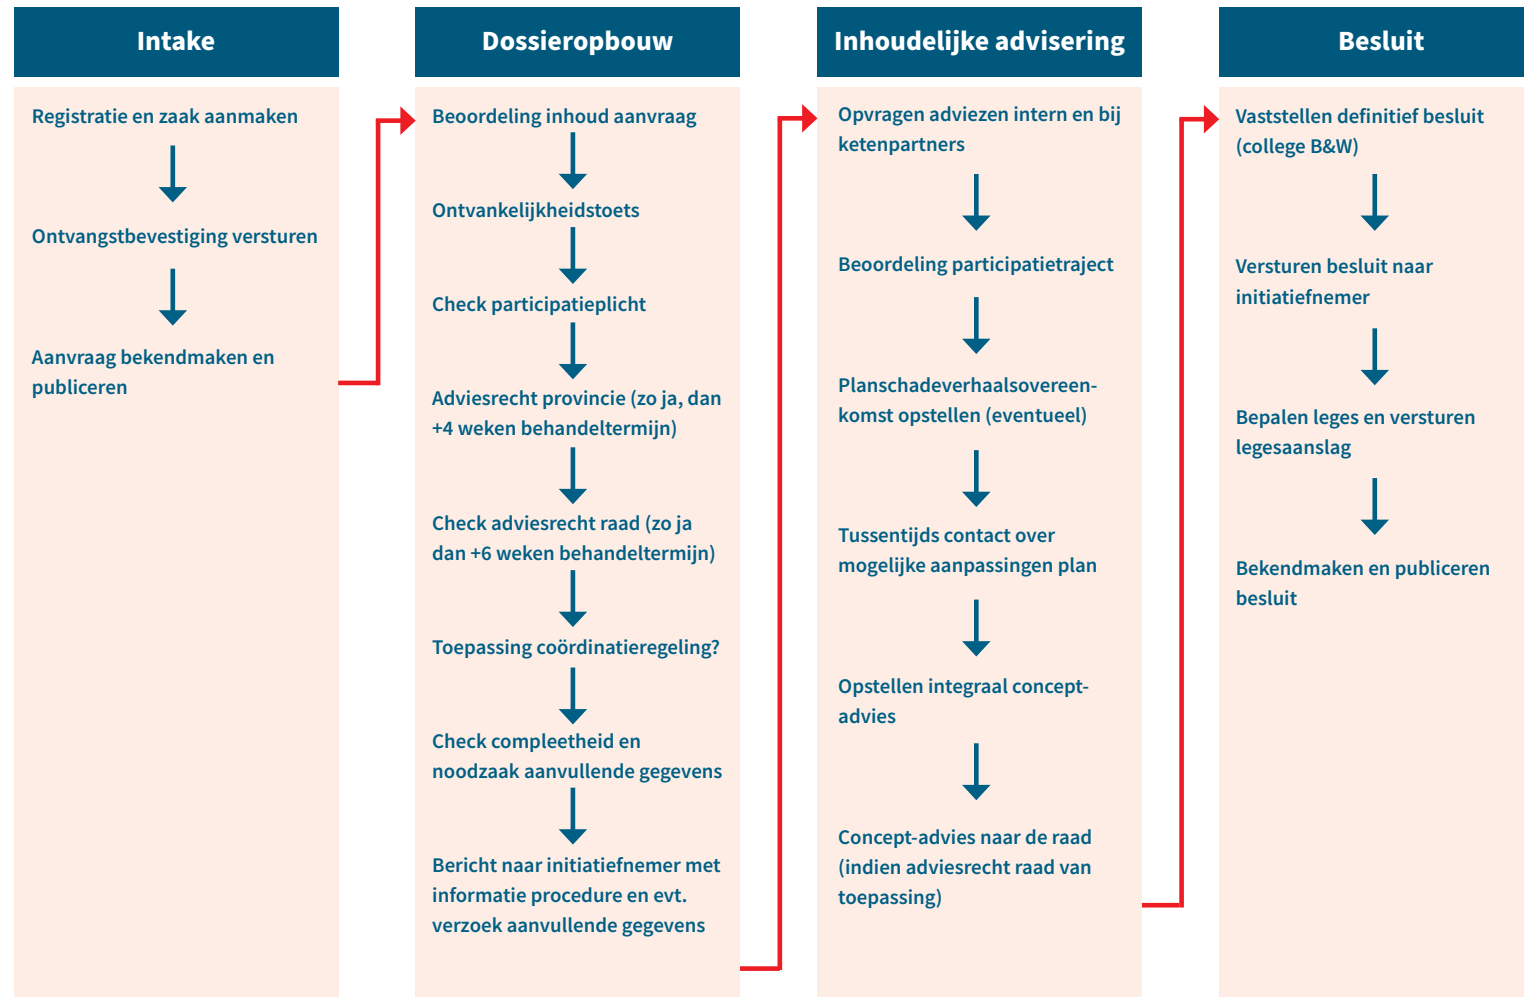 Intake
Registratie en zaak aanmaken
Ontvangstbevestiging versturen
Aanvraag bekendmaken en
publiceren
Dossieropbouw
Beoordeling inhoud aanvraag
Ontvankelijkheidstoets
Check participatieplicht
Adviesrecht provincie (zo ja, dan
+4 weken behandeltermijn)
Check adviesrecht raad (zo ja
dan +6 weken behandeltermijn)
Toepassing coördinatieregeling?
Check compleetheid en
noodzaak aanvullende gegevens
Bericht naar initiatiefnemer met
informatie procedure en evt.
verzoek aanvullende gegevens
Inhoudelijke advisering
Opvragen adviezen intern en bij
ketenpartners
Beoordeling participatietraject
Planschadeverhaalsovereen-
komst opstellen (eventueel)
Tussentijds contact over
mogelijke aanpassingen plan
Opstellen integraal concept-
advies
Concept-advies naar de raad
(indien adviesrecht raad van
toepassing)
Besluit
Vaststellen definitief besluit
(college B&W)
Versturen besluit naar
initiatiefnemer
Bepalen leges en versturen
legesaanslag
Bekendmaken en publiceren
besluit